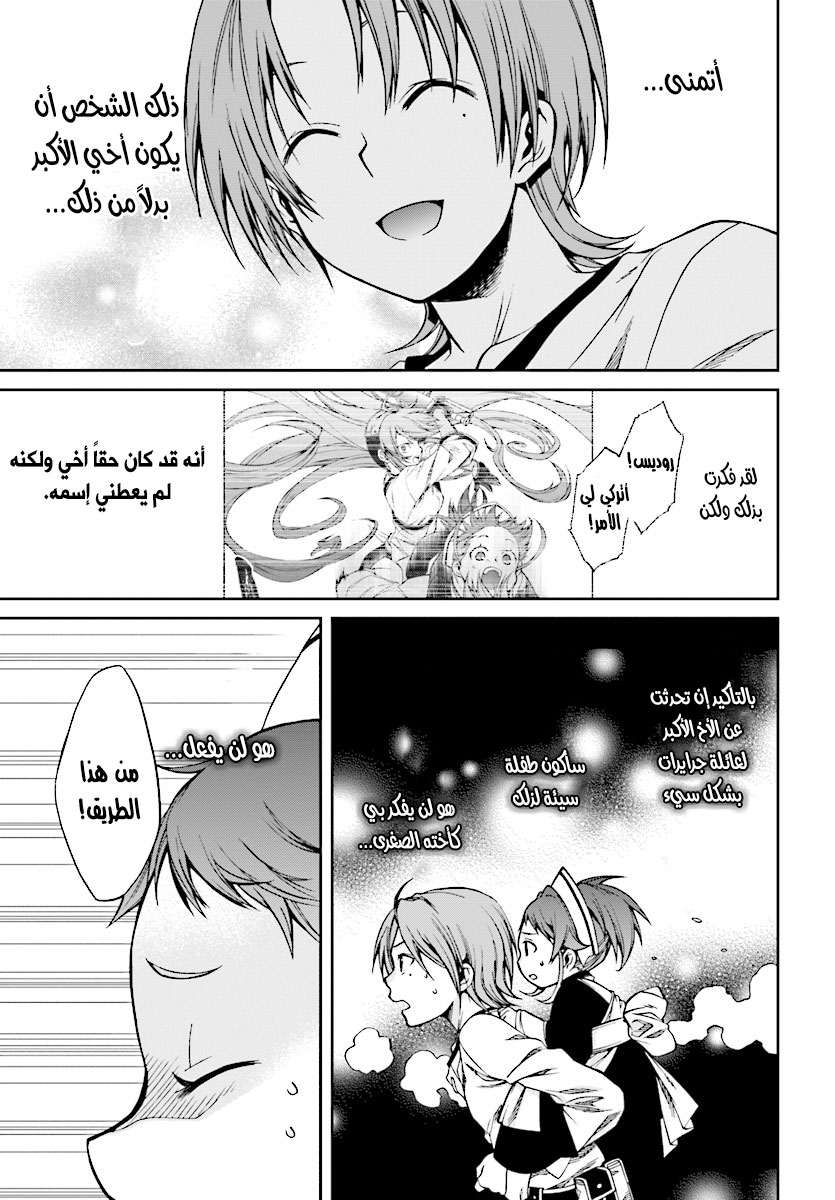 أتمنى...
ذلك الشخص أن
يكون أخي الأكبر
بدلاً من ذلك...
روديس!
أتركي لي
الأمر!
لقد فكرت
بذلك ولكن
أنه قد كان حقاً أخي ولكنه
لم يعطني إسمه.
بالتأكيد إن تحدثت
عن الأخ الأكبر
لعائلة جرايرات
بشكل سيء
سأكون طفلة
سيئة لذلك
هو لن يفكر بي
كأخته الصغرى...
هو لن يفعل...
من هذا
الطريق!